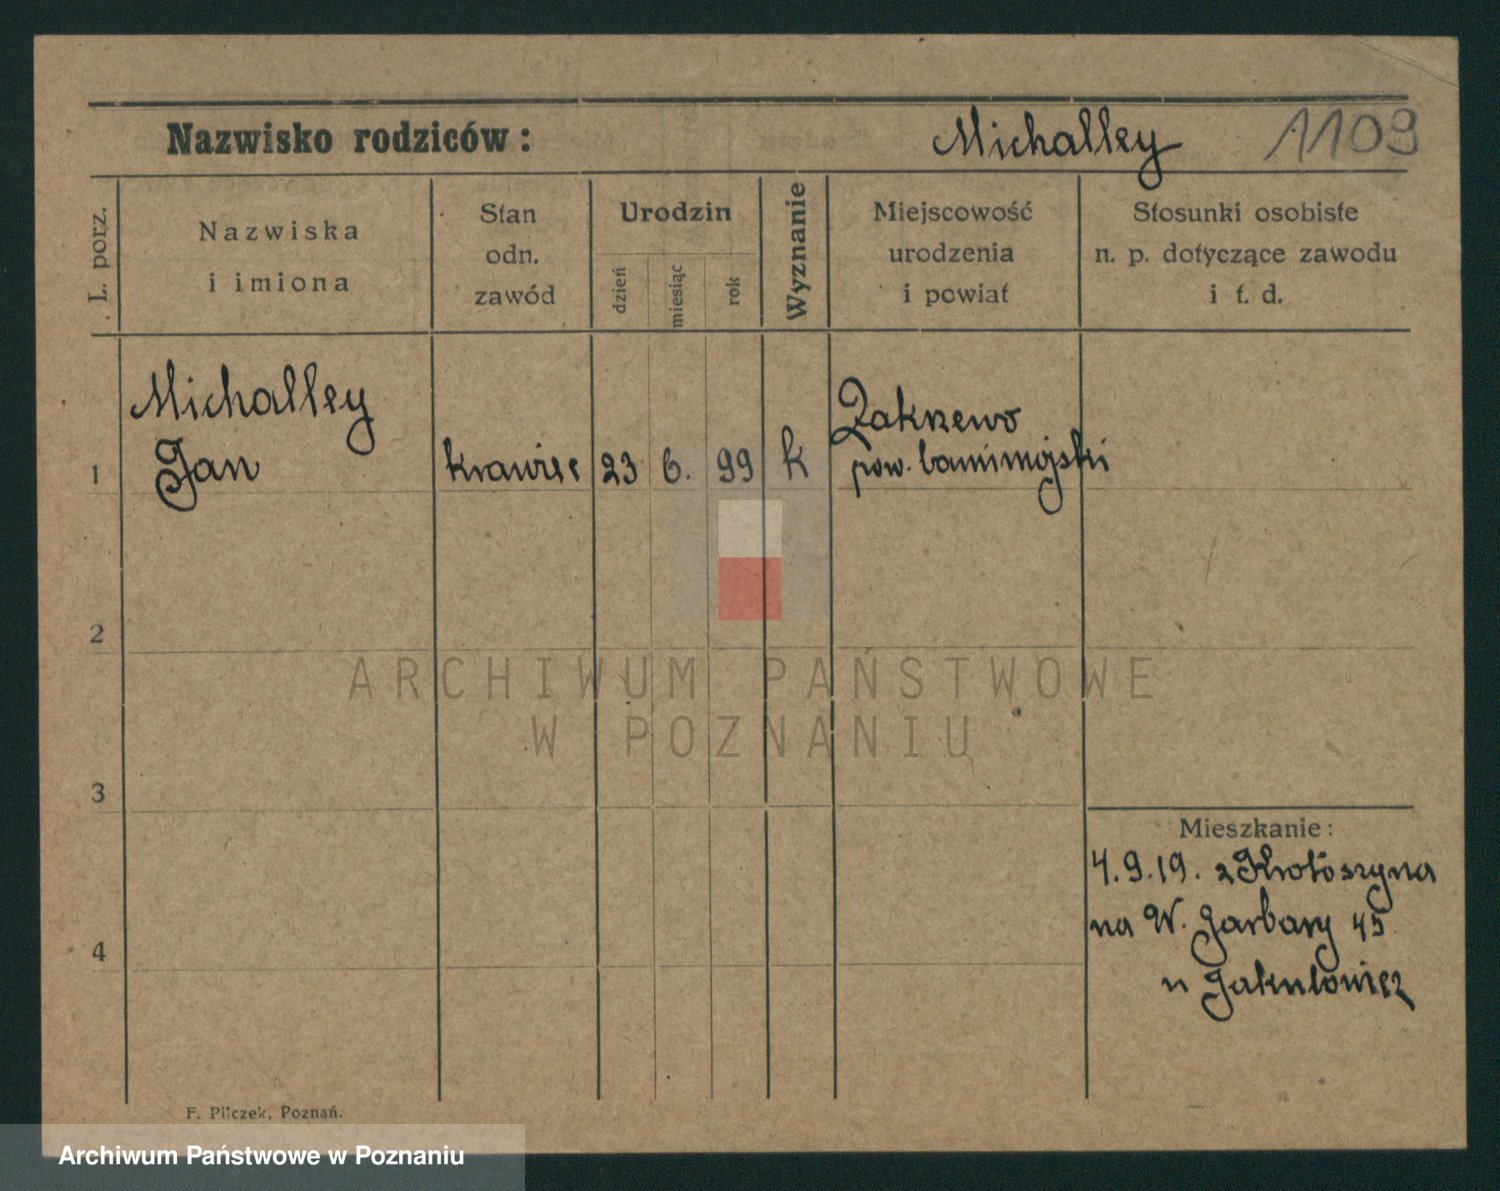 Nazwisko rodziców: Michalley 1109
L. porz.
Nazwiska
i imiona
Stan
odn.
zawód
Urodzin
dzień
miesiąc
rok
Wyznanie
Miejscowość
urodzenia
i powiat
Stosunki osobiste
n. p. dotyczące zawodu
i t. d.
Michalley
1 Jan krawiec 23 6. 99 k
Zakrzewo
pow.
2
3
4
Mieszkanie:
4.9.19. z Krotoszyna
na W. Garbary 45
u
F. Pilczek, Poznań.
ARCHIWUM PAŃSTWOWE
W POZNANIU
Archiwum Państwowe w Poznaniu